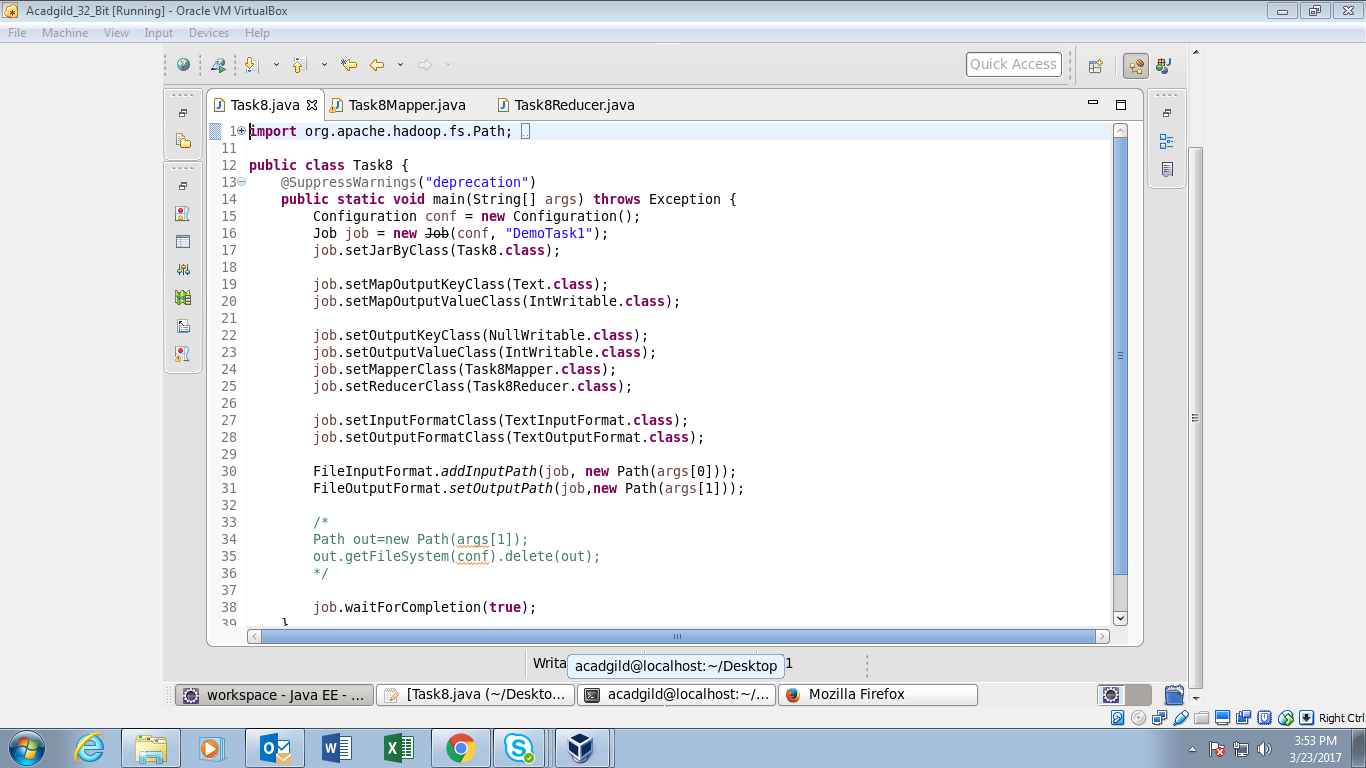 Acadgild_32_Bit [Running] - Oracle VM VirtualBox
File Machine View Input Devices Help
Quick Access
Task8.java Task8Mapper.java Task8Reducer.java
1 import org.apache.hadoop.fs.Path;
11
12 public class Task8 {
13 @SuppressWarnings("deprecation")
14 public static void main(String[] args) throws Exception {
15 Configuration conf = new Configuration();
16 Job job = new Job(conf, "DemoTask1");
17 job.setJarByClass(Task8.class);
18
19 job.setMapOutputKeyClass(Text.class);
20 job.setMapOutputValueClass(IntWritable.class);
21
22 job.setOutputKeyClass(NullWritable.class);
23 job.setOutputValueClass(IntWritable.class);
24 job.setMapperClass(Task8Mapper.class);
25 job.setReducerClass(Task8Reducer.class);
26
27 job.setInputFormatClass(TextInputFormat.class);
28 job.setOutputFormatClass(TextOutputFormat.class);
29
30 FileInputFormat.addInputPath(job, new Path(args[0]));
31 FileOutputFormat.setOutputPath(job,new Path(args[1]));
32
33 /*
34 Path out=new Path(args[1]);
35 out.getFileSystem(conf).delete(out);
36 */
37
38 job.waitForCompletion(true);
39 }
Writa acadgild@localhost:~/Desktop 1
workspace - Java EE - ... [Task8.java (~/Deskto... acadgild@localhost:~/... Mozilla Firefox
Right Ctrl
3:53 PM
3/23/2017